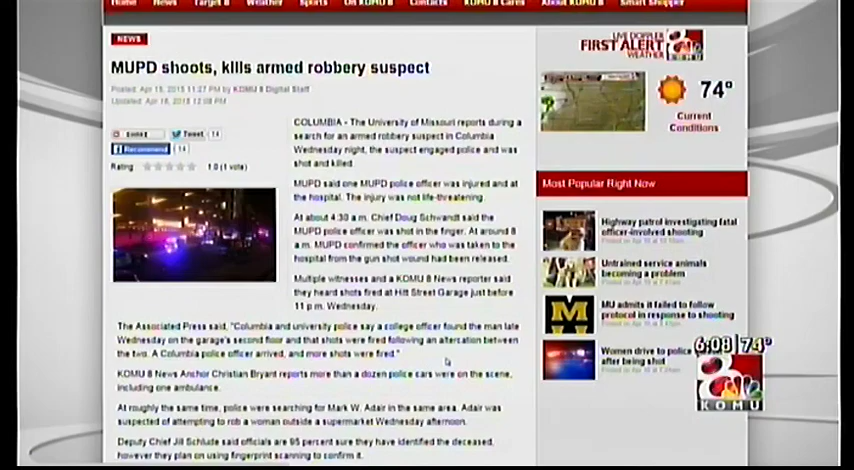 Home News Target 8 Weather Sports On KOMU 8 Contacts KOMU 8 Cares About KOMU 8 Smart Shopper
NEWS
MUPD shoots, kills armed robbery suspect
Posted: Apr 15, 2015 11:27 PM by KOMU 8 Digital Staff
Updated: Apr 16, 2015 12:08 PM
SHARE
Tweet 14
Recommend 14
Rating: 1.0 (1 vote)
COLUMBIA - The University of Missouri reports during a
search for an armed robbery suspect in Columbia
Wednesday night, the suspect engaged police and was
shot and killed.
MUPD said one MUPD police officer was injured and at
the hospital. The injury was not life-threatening.
At about 4:30 a.m. Chief Doug Schwandt said the
MUPD police officer was shot in the finger. At around 8
a.m. MUPD confirmed the officer who was taken to the
hospital from the gun shot wound had been released.
Multiple witnesses and a KOMU 8 News reporter said
they heard shots fired at Hitt Street Garage just before
11 p.m. Wednesday.
The Associated Press said, "Columbia and university police say a college officer found the man late
Wednesday on the garage's second floor and that shots were fired following an altercation between
the two. A Columbia police officer arrived, and more shots were fired."
KOMU 8 News Anchor Christian Bryant reports more than a dozen police cars were on the scene,
including one ambulance.
At roughly the same time, police were searching for Mark W. Adair in the same area. Adair was
suspected of attempting to rob a woman outside a supermarket Wednesday afternoon.
Deputy Chief Jill Schlude said officials are 95 percent sure they have identified the deceased,
however they plan on using fingerprint scanning to confirm it.
LIVE DOPPLER
FIRST ALERT
WEATHER
8
KOMU
74°
Current
Conditions
Most Popular Right Now
Highway patrol investigating fatal
officer-involved shooting
Untrained service animals
becoming a problem
MU admits it failed to follow
protocol in response to shooting
Women drive to police
after being shot
6:08 74°
8
KOMU